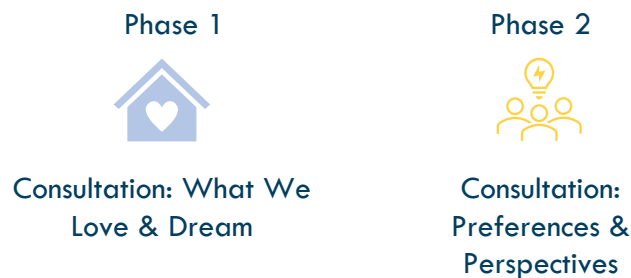 Phase 1
Consultation: What We
Love & Dream
Phase 2
Consultation:
Preferences &
Perspectives